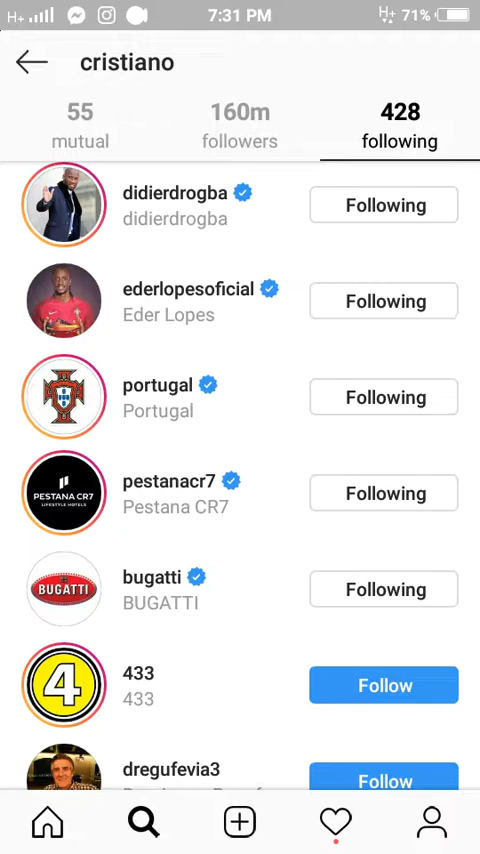 H+ 7:31 PM H+ 71%
cristiano
55 160m 428
mutual followers following
didierdrogba
didierdrogba
Following
ederlopesoficial
Eder Lopes
Following
portugal
Portugal
Following
PESTANA CR7
LIFESTYLE HOTELS
pestanacr7
Pestana CR7
Following
BUGATTI
bugatti
BUGATTI
Following
4
433
433
Follow
dregufevia3
Follow